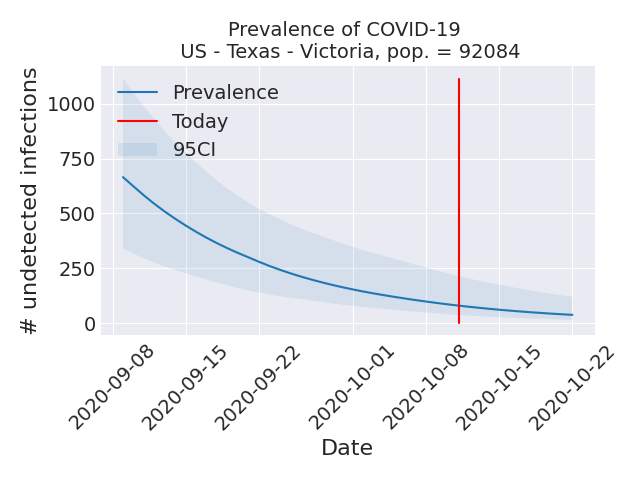 Prevalence of COVID-19
US - Texas - Victoria, pop. = 92084
# undetected infections
1000
750
500
250
0
Prevalence
Today
95CI
2020-09-08
2020-09-15
2020-09-22
2020-10-01
2020-10-08
2020-10-15
2020-10-22
Date